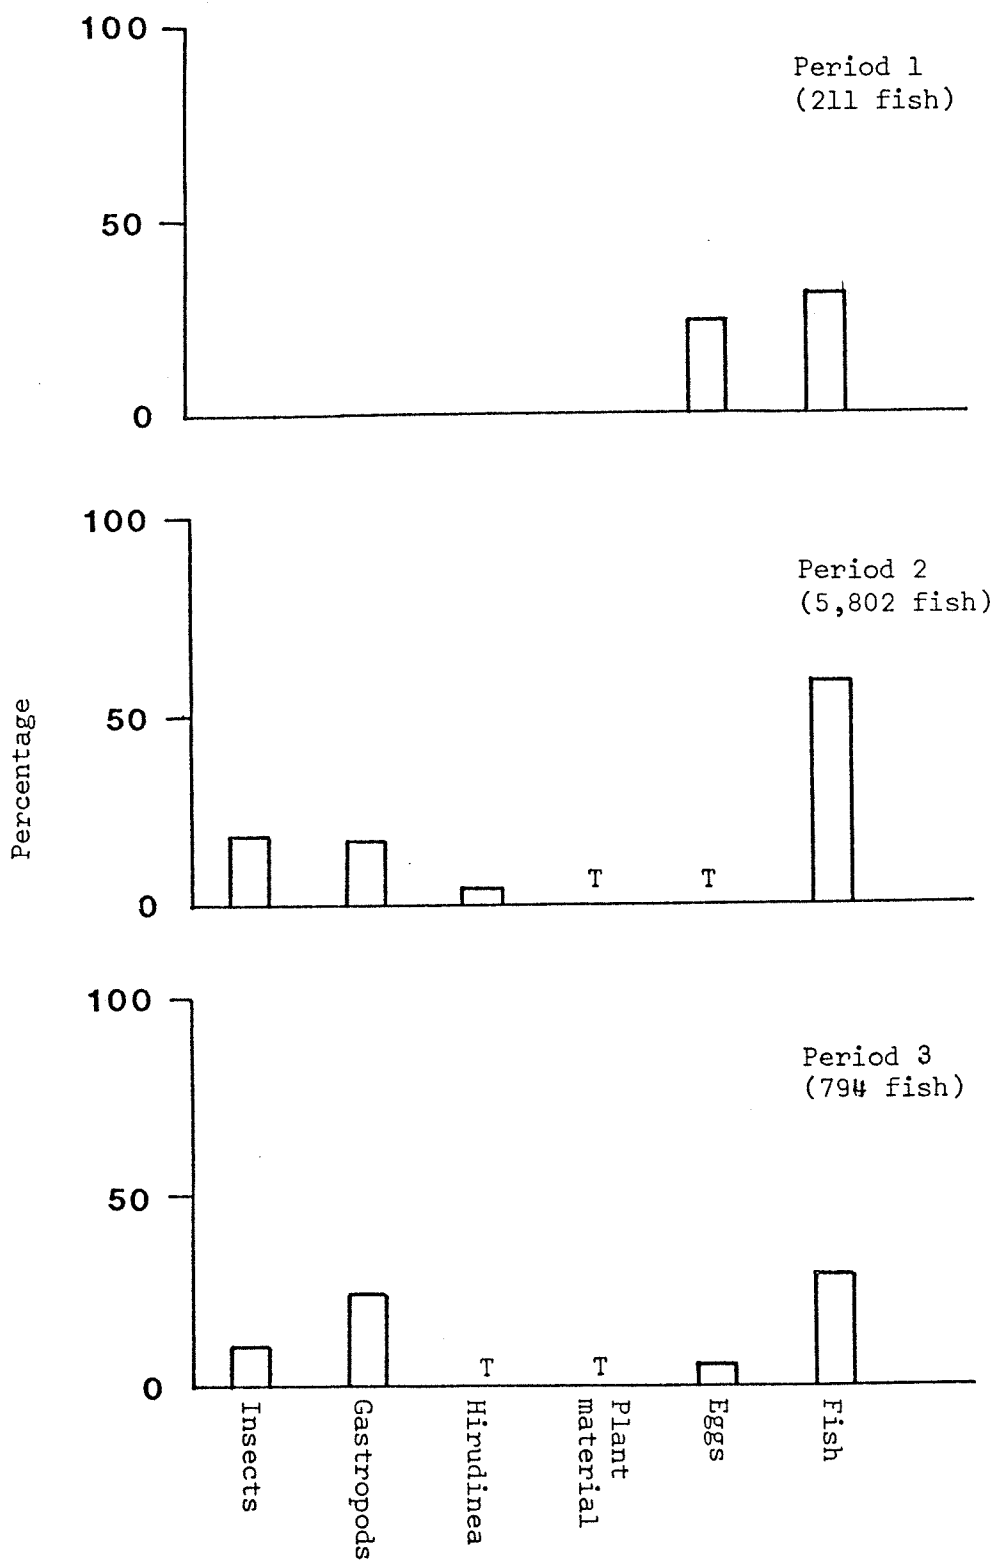 100
Period 1
(211 fish)
50
0
100
Period 2
(5,802 fish)
50
0
Percentage
100
Period 3
(794 fish)
50
0
T
T
T
T
Insects
Gastropods
Hirudinea
Plant
material
Eggs
Fish